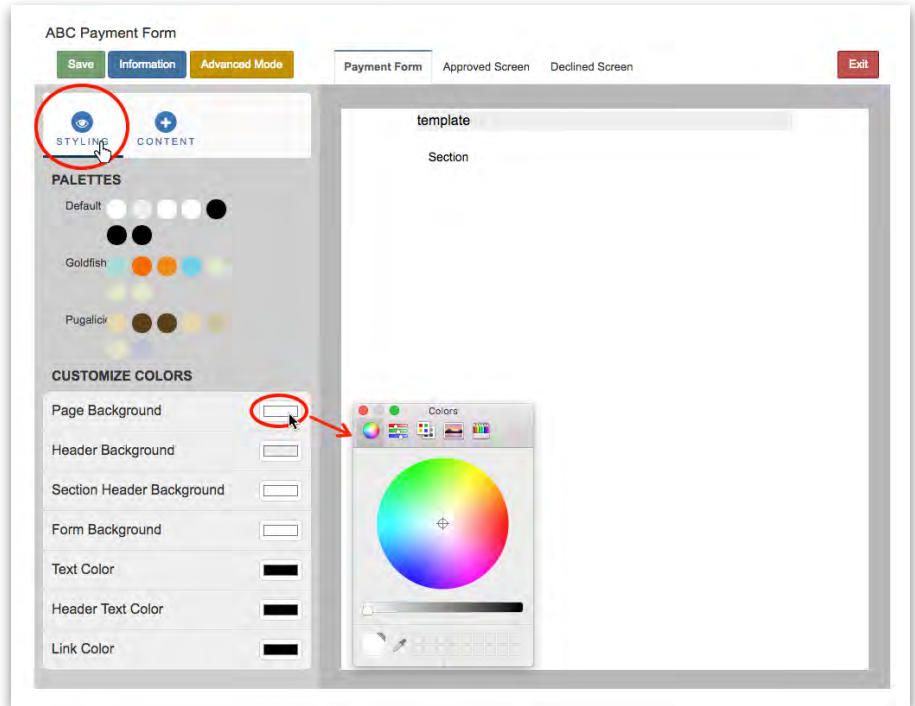 ABC Payment Form
Save Information Advanced Mode
Payment Form Approved Screen Declined Screen
Exit
STYLING CONTENT
PALETTES
Default
Goldfish
Pugalici
CUSTOMIZE COLORS
Page Background
Header Background
Section Header Background
Form Background
Text Color
Header Text Color
Link Color
template
Section
Colors